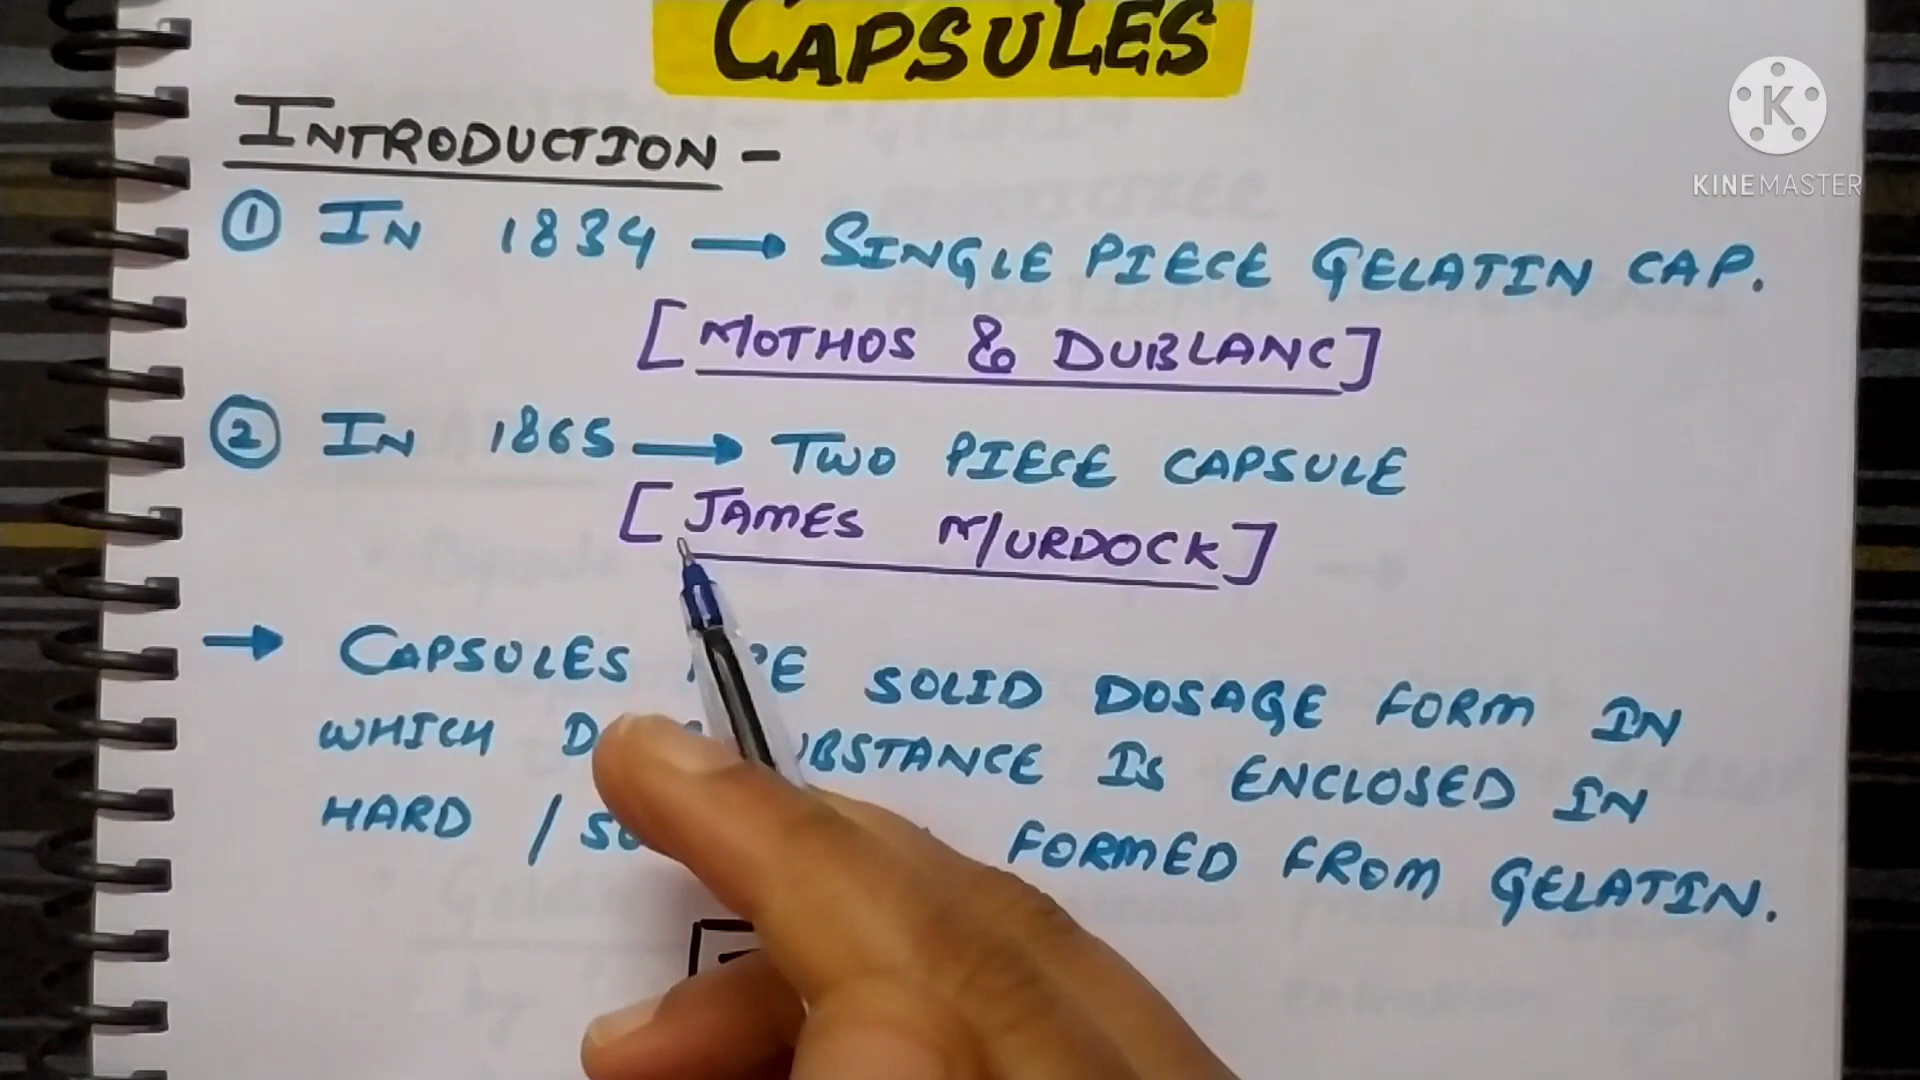 CAPSULES
INTRODUCTION -
① IN 1834 → SINGLE PIECE GELATIN CAP.
[MOTHOS & DUBLANC]
② IN 1865 → TWO PIECE CAPSULE
[JAMES MURDOCK]
→ CAPSULES SOLID DOSAGE FORM IN
WHICH IS ENCLOSED IN
HARD / FORMED FROM GELATIN.
KINEMASTER